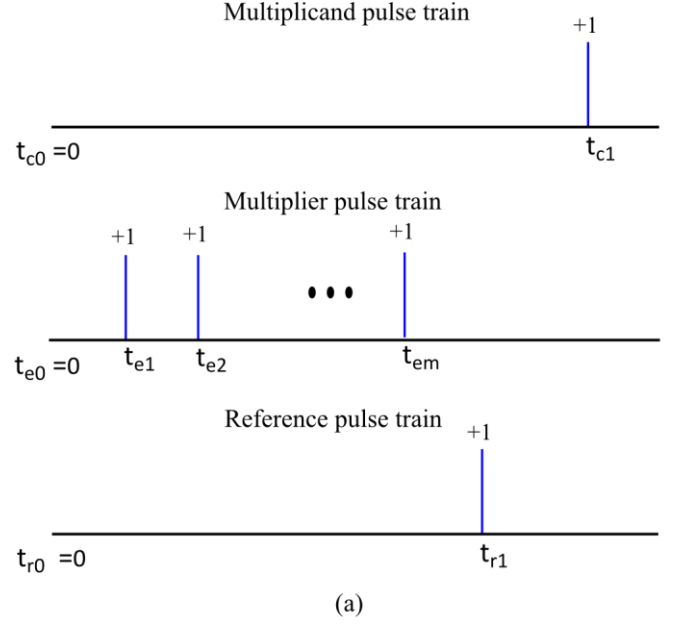 Multiplicand pulse train
+1
t_c0 =0
t_c1
Multiplier pulse train
+1 +1 +1
t_e0 =0 t_e1 t_e2 t_em
Reference pulse train
+1
t_r0 =0 t_r1
(a)